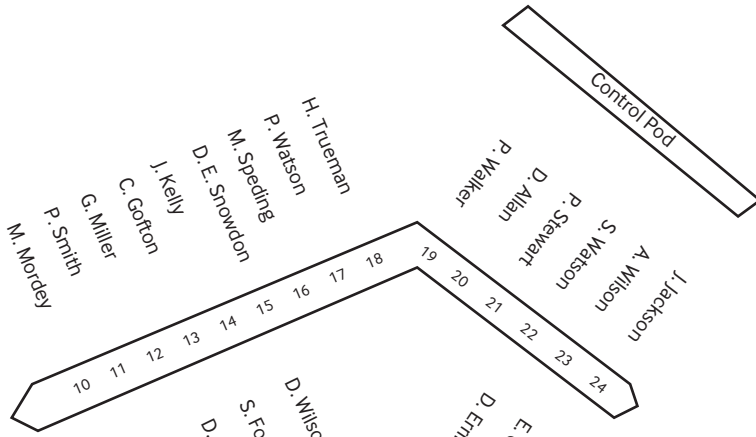 Control Pod
M. Mordey
P. Smith
G. Miller
C. Gofton
J. Kelly
D. E. Snowdon
M. Speding
P. Watson
H. Trueman
P. Walker
D. Allan
P. Stewart
S. Watson
A. Wilson
J. Jackson
10
11
12
13
14
15
16
17
18
19
20
21
22
23
24
D.
S.
D.
D.
E.